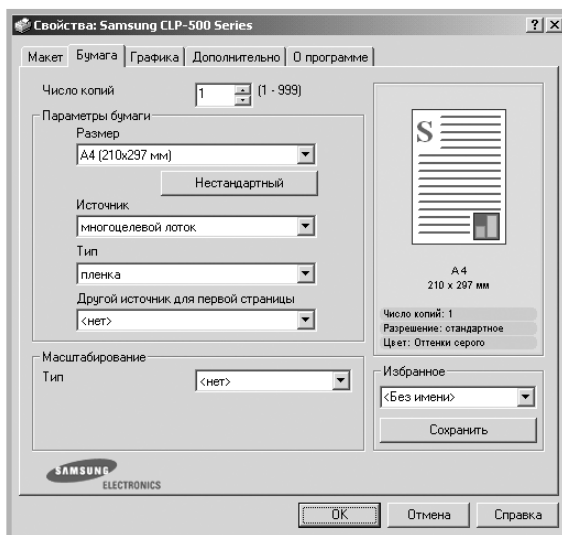 Свойства: Samsung CLP-500 Series
Макет Бумага Графика Дополнительно О программе
Число копий 1 (1 - 999)
Параметры бумаги
Размер
A4 (210x297 мм)
Нестандартный
Источник
многоцелевой лоток
Тип
пленка
Другой источник для первой страницы
<нет>
Масштабирование
Тип <нет>
S
A4
210 x 297 мм
Число копий: 1
Разрешение: стандартное
Цвет: Оттенки серого
Избранное
<Без имени>
Сохранить
SAMSUNG
ELECTRONICS
OK Отмена Справка